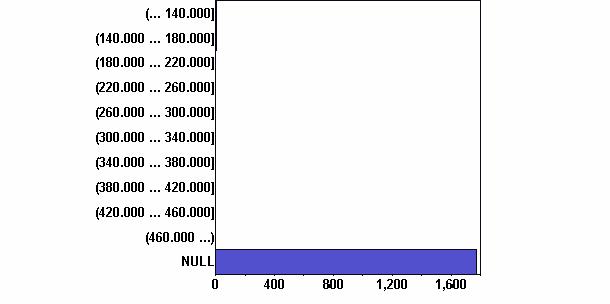 (... 140.000]
(140.000 ... 180.000]
(180.000 ... 220.000]
(220.000 ... 260.000]
(260.000 ... 300.000]
(300.000 ... 340.000]
(340.000 ... 380.000]
(380.000 ... 420.000]
(420.000 ... 460.000]
(460.000 ...)
NULL
0 400 800 1,200 1,600